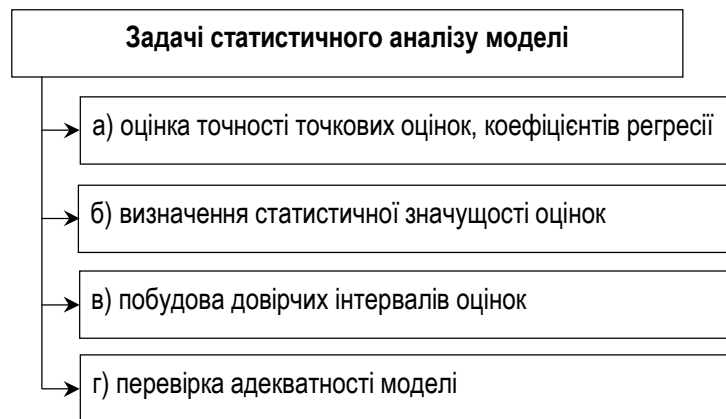 Задачі статистичного аналізу моделі
а) оцінка точності точкових оцінок, коефіцієнтів регресії
б) визначення статистичної значущості оцінок
в) побудова довірчих інтервалів оцінок
г) перевірка адекватності моделі